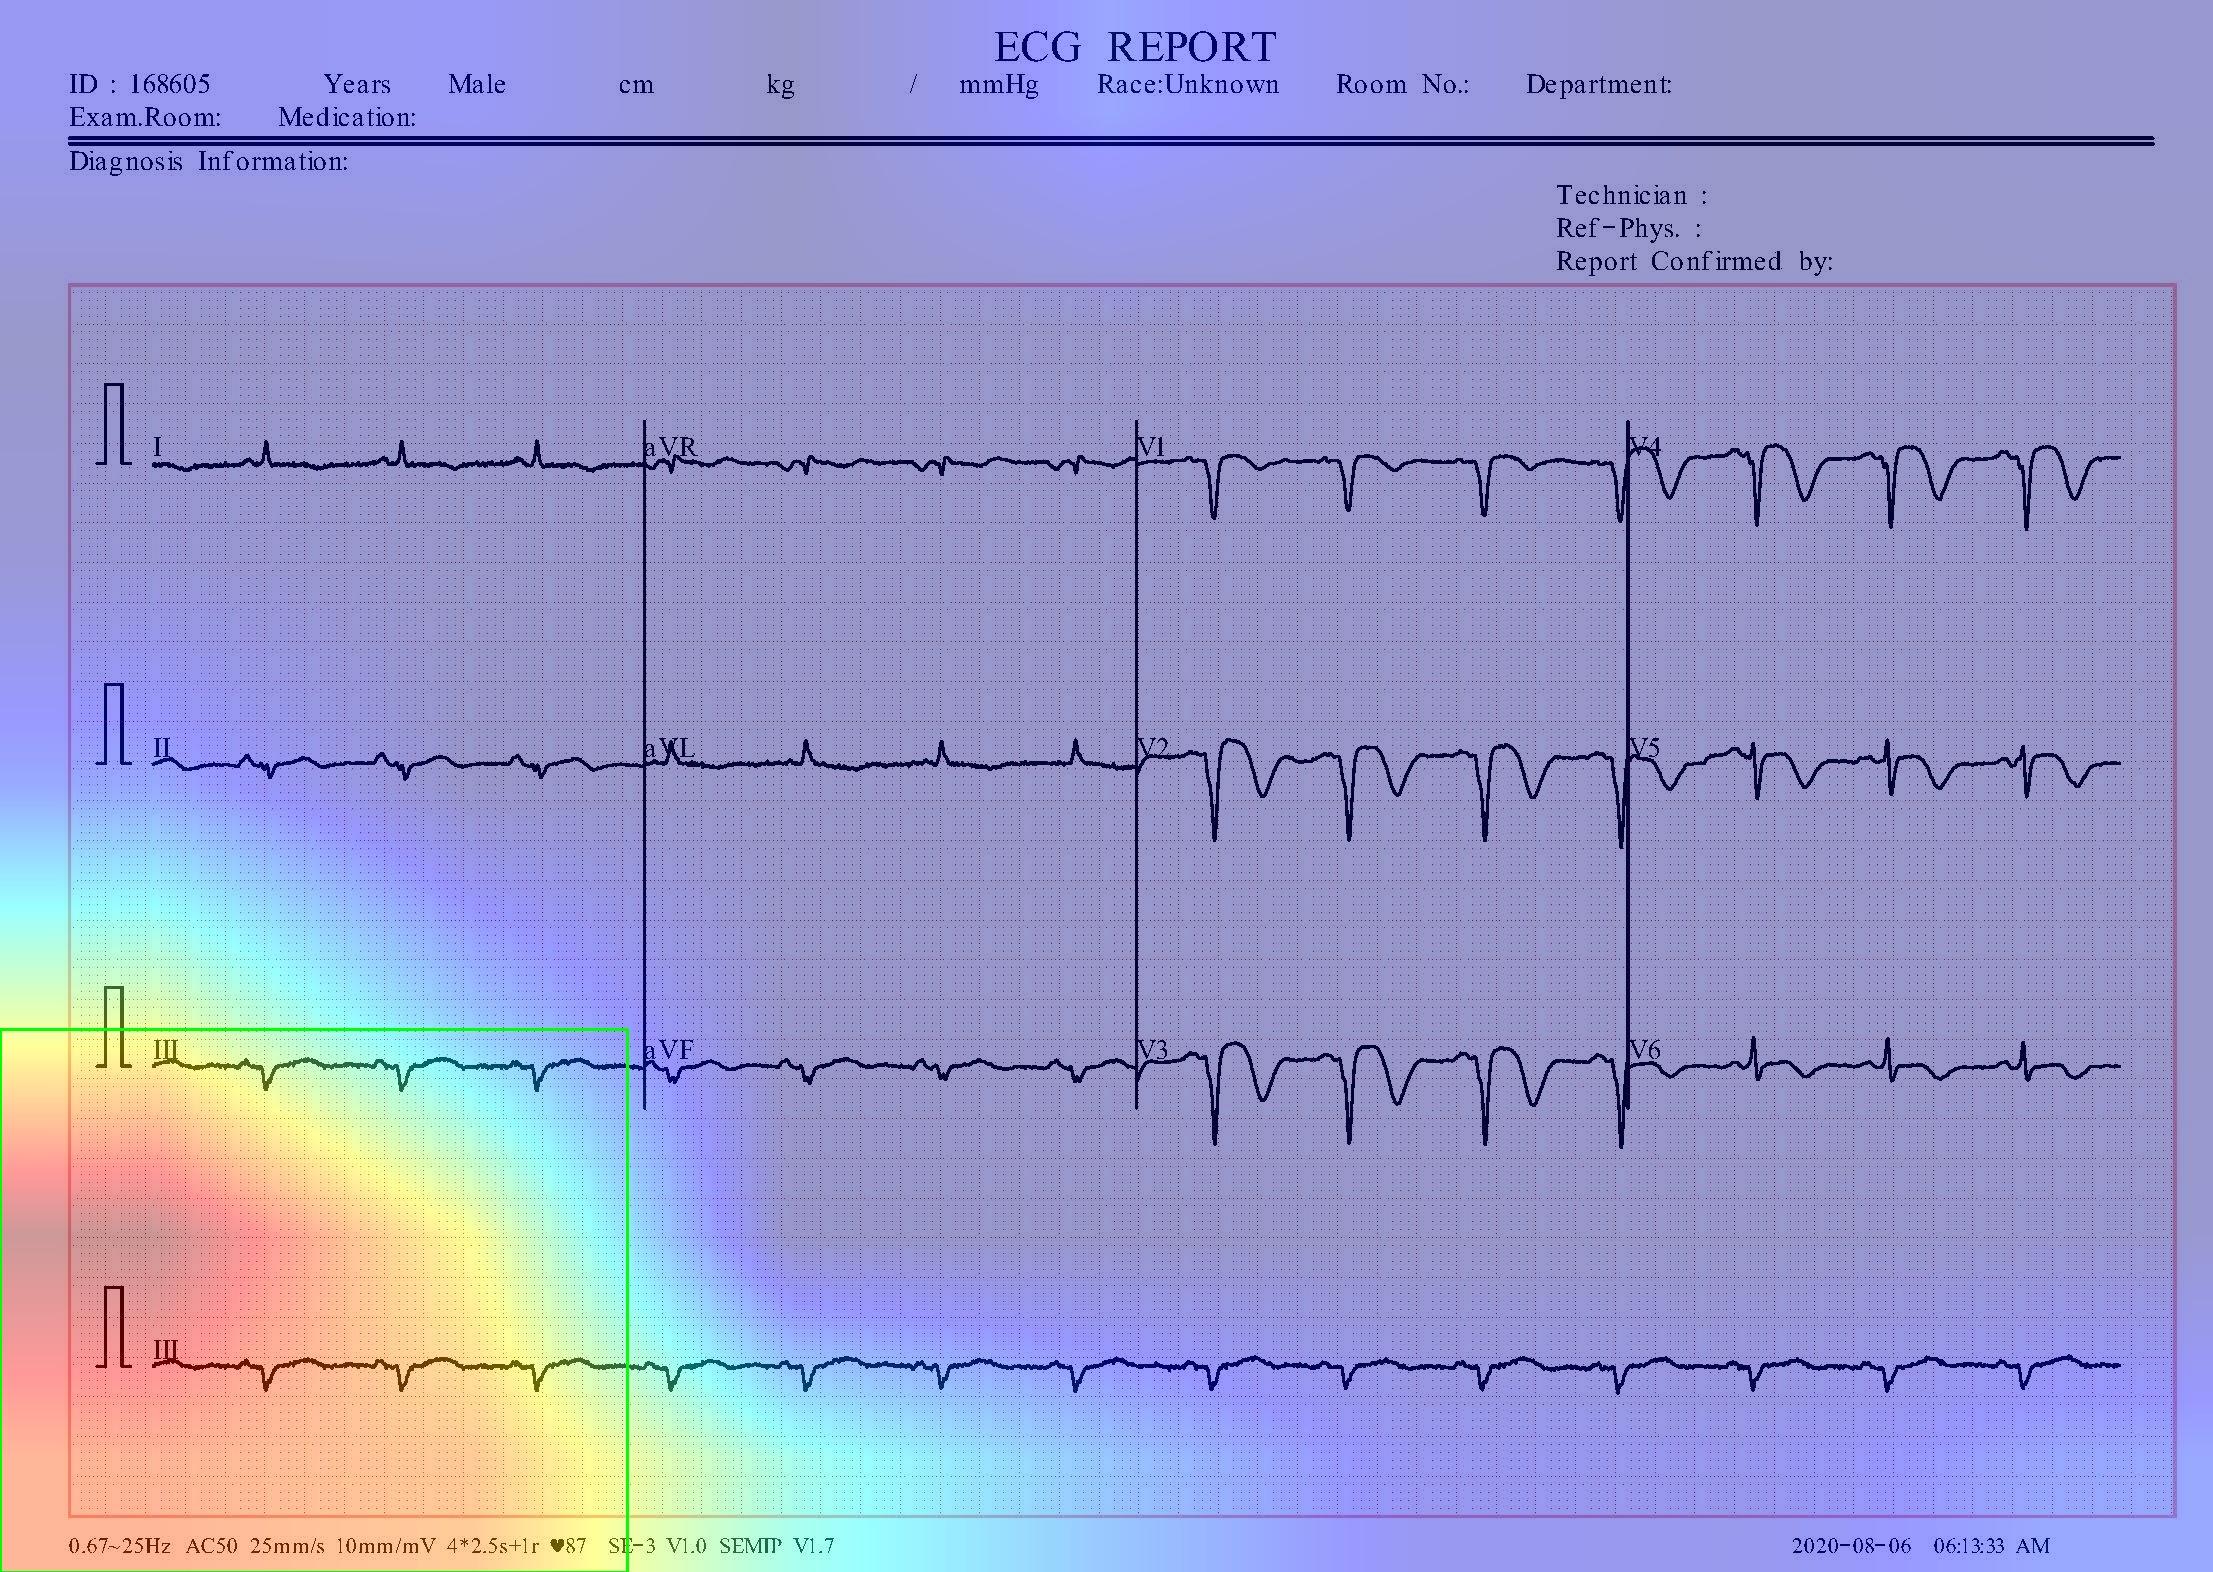 ECG REPORT
ID : 168605 Years Male cm kg / mmHg Race:Unknown Room No.: Department:
Exam.Room: Medication:
Diagnosis Information:
Technician :
Ref-Phys. :
Report Confirmed by:
I aVR V1 V4
II aVL V2 V5
III aVF V3 V6
III
0.67~25Hz AC50 25mm/s 10mm/mV 4*2.5s+1r ♥87 SE-3 V1.0 SEMIP V1.7
2020-08-06 06:13:33 AM